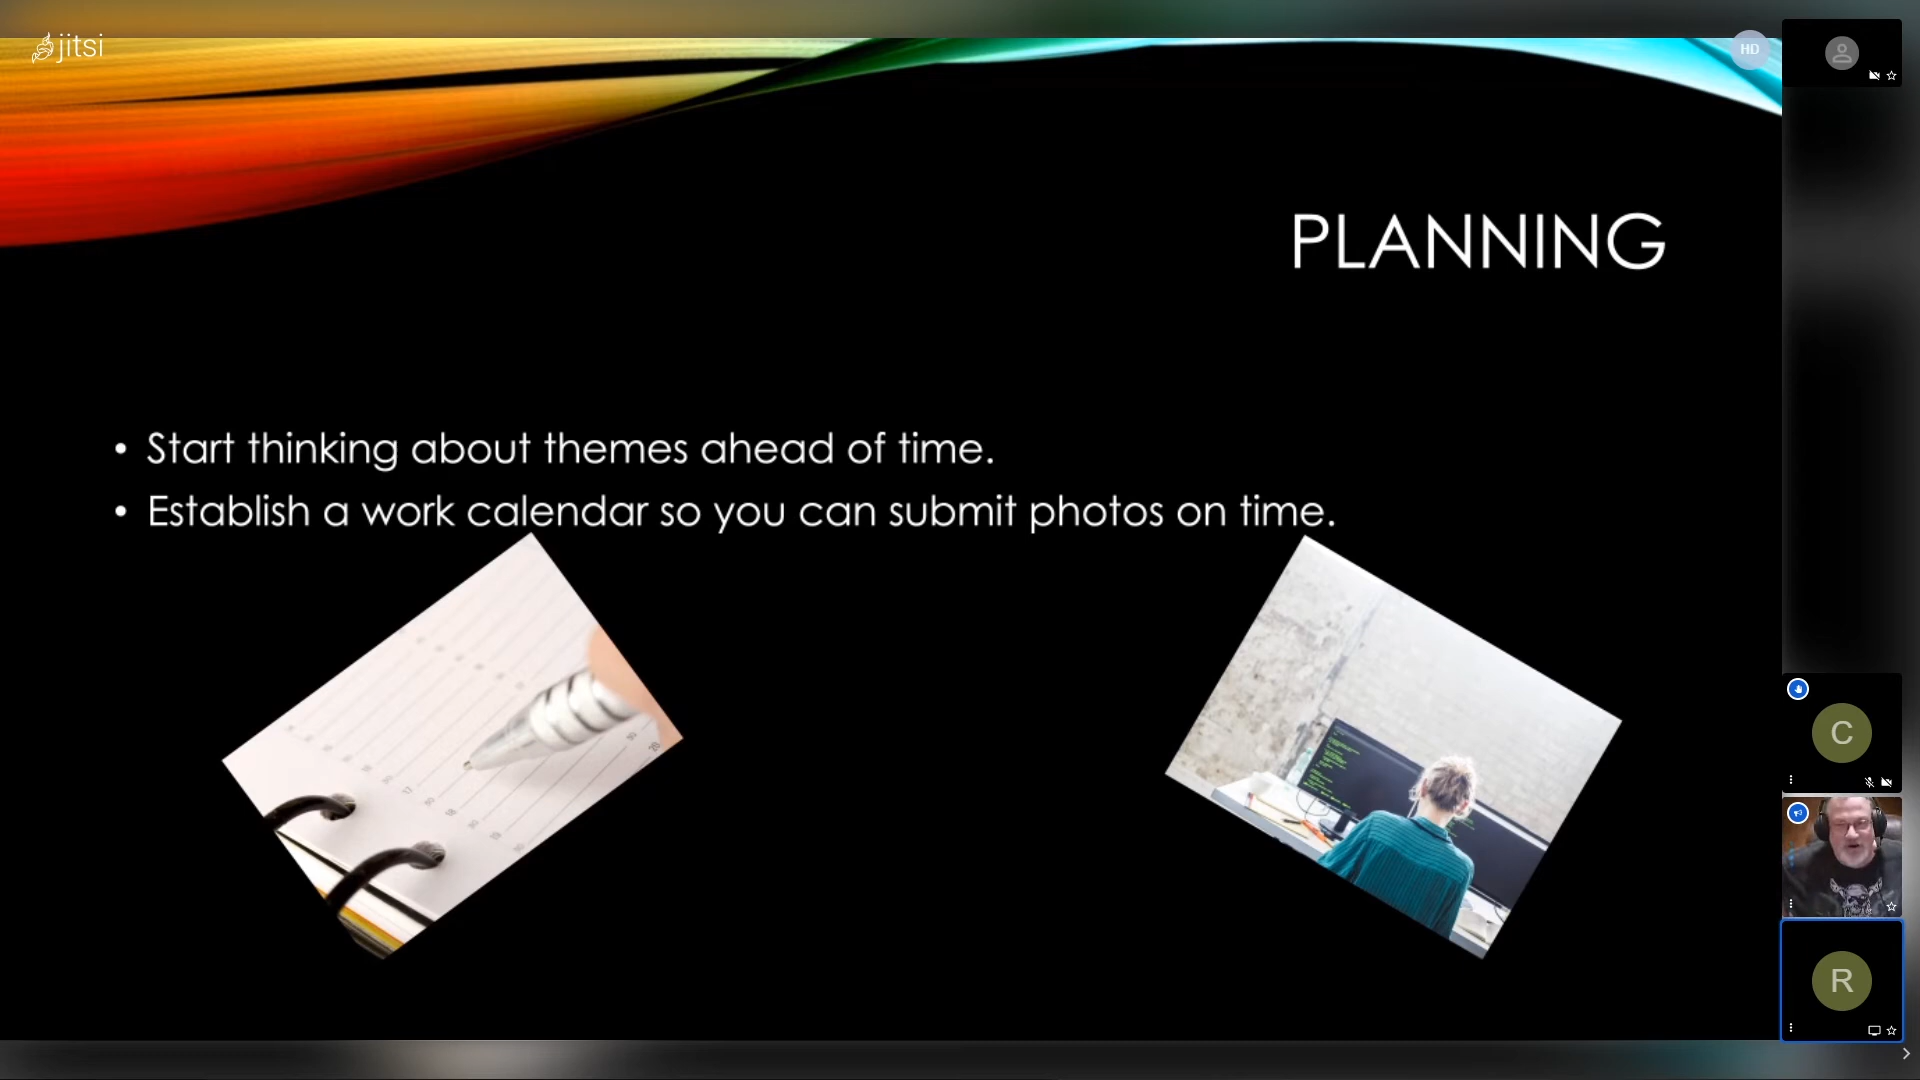 jitsi
HD
PLANNING
• Start thinking about themes ahead of time.
• Establish a work calendar so you can submit photos on time.
C
R